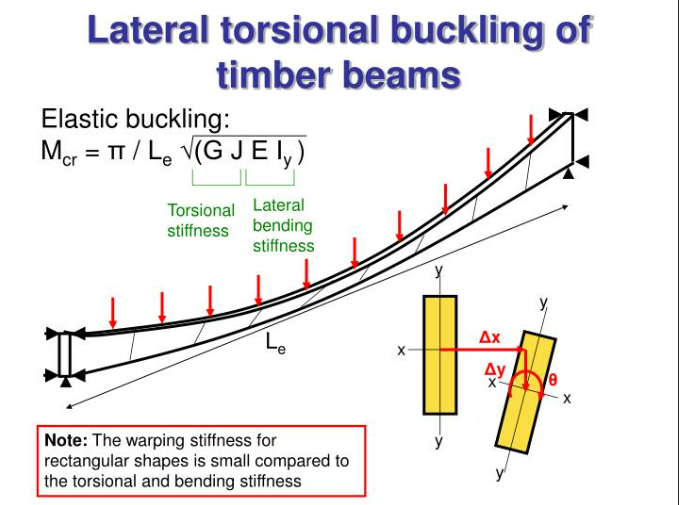 Lateral torsional buckling of
timber beams
Elastic buckling:
Mcr = π / Le √(G J E Iy )
Torsional
stiffness
Lateral
bending
stiffness
Le
y
x
y
Δx
Δy
θ
y
x
x
y
Note: The warping stiffness for
rectangular shapes is small compared to
the torsional and bending stiffness